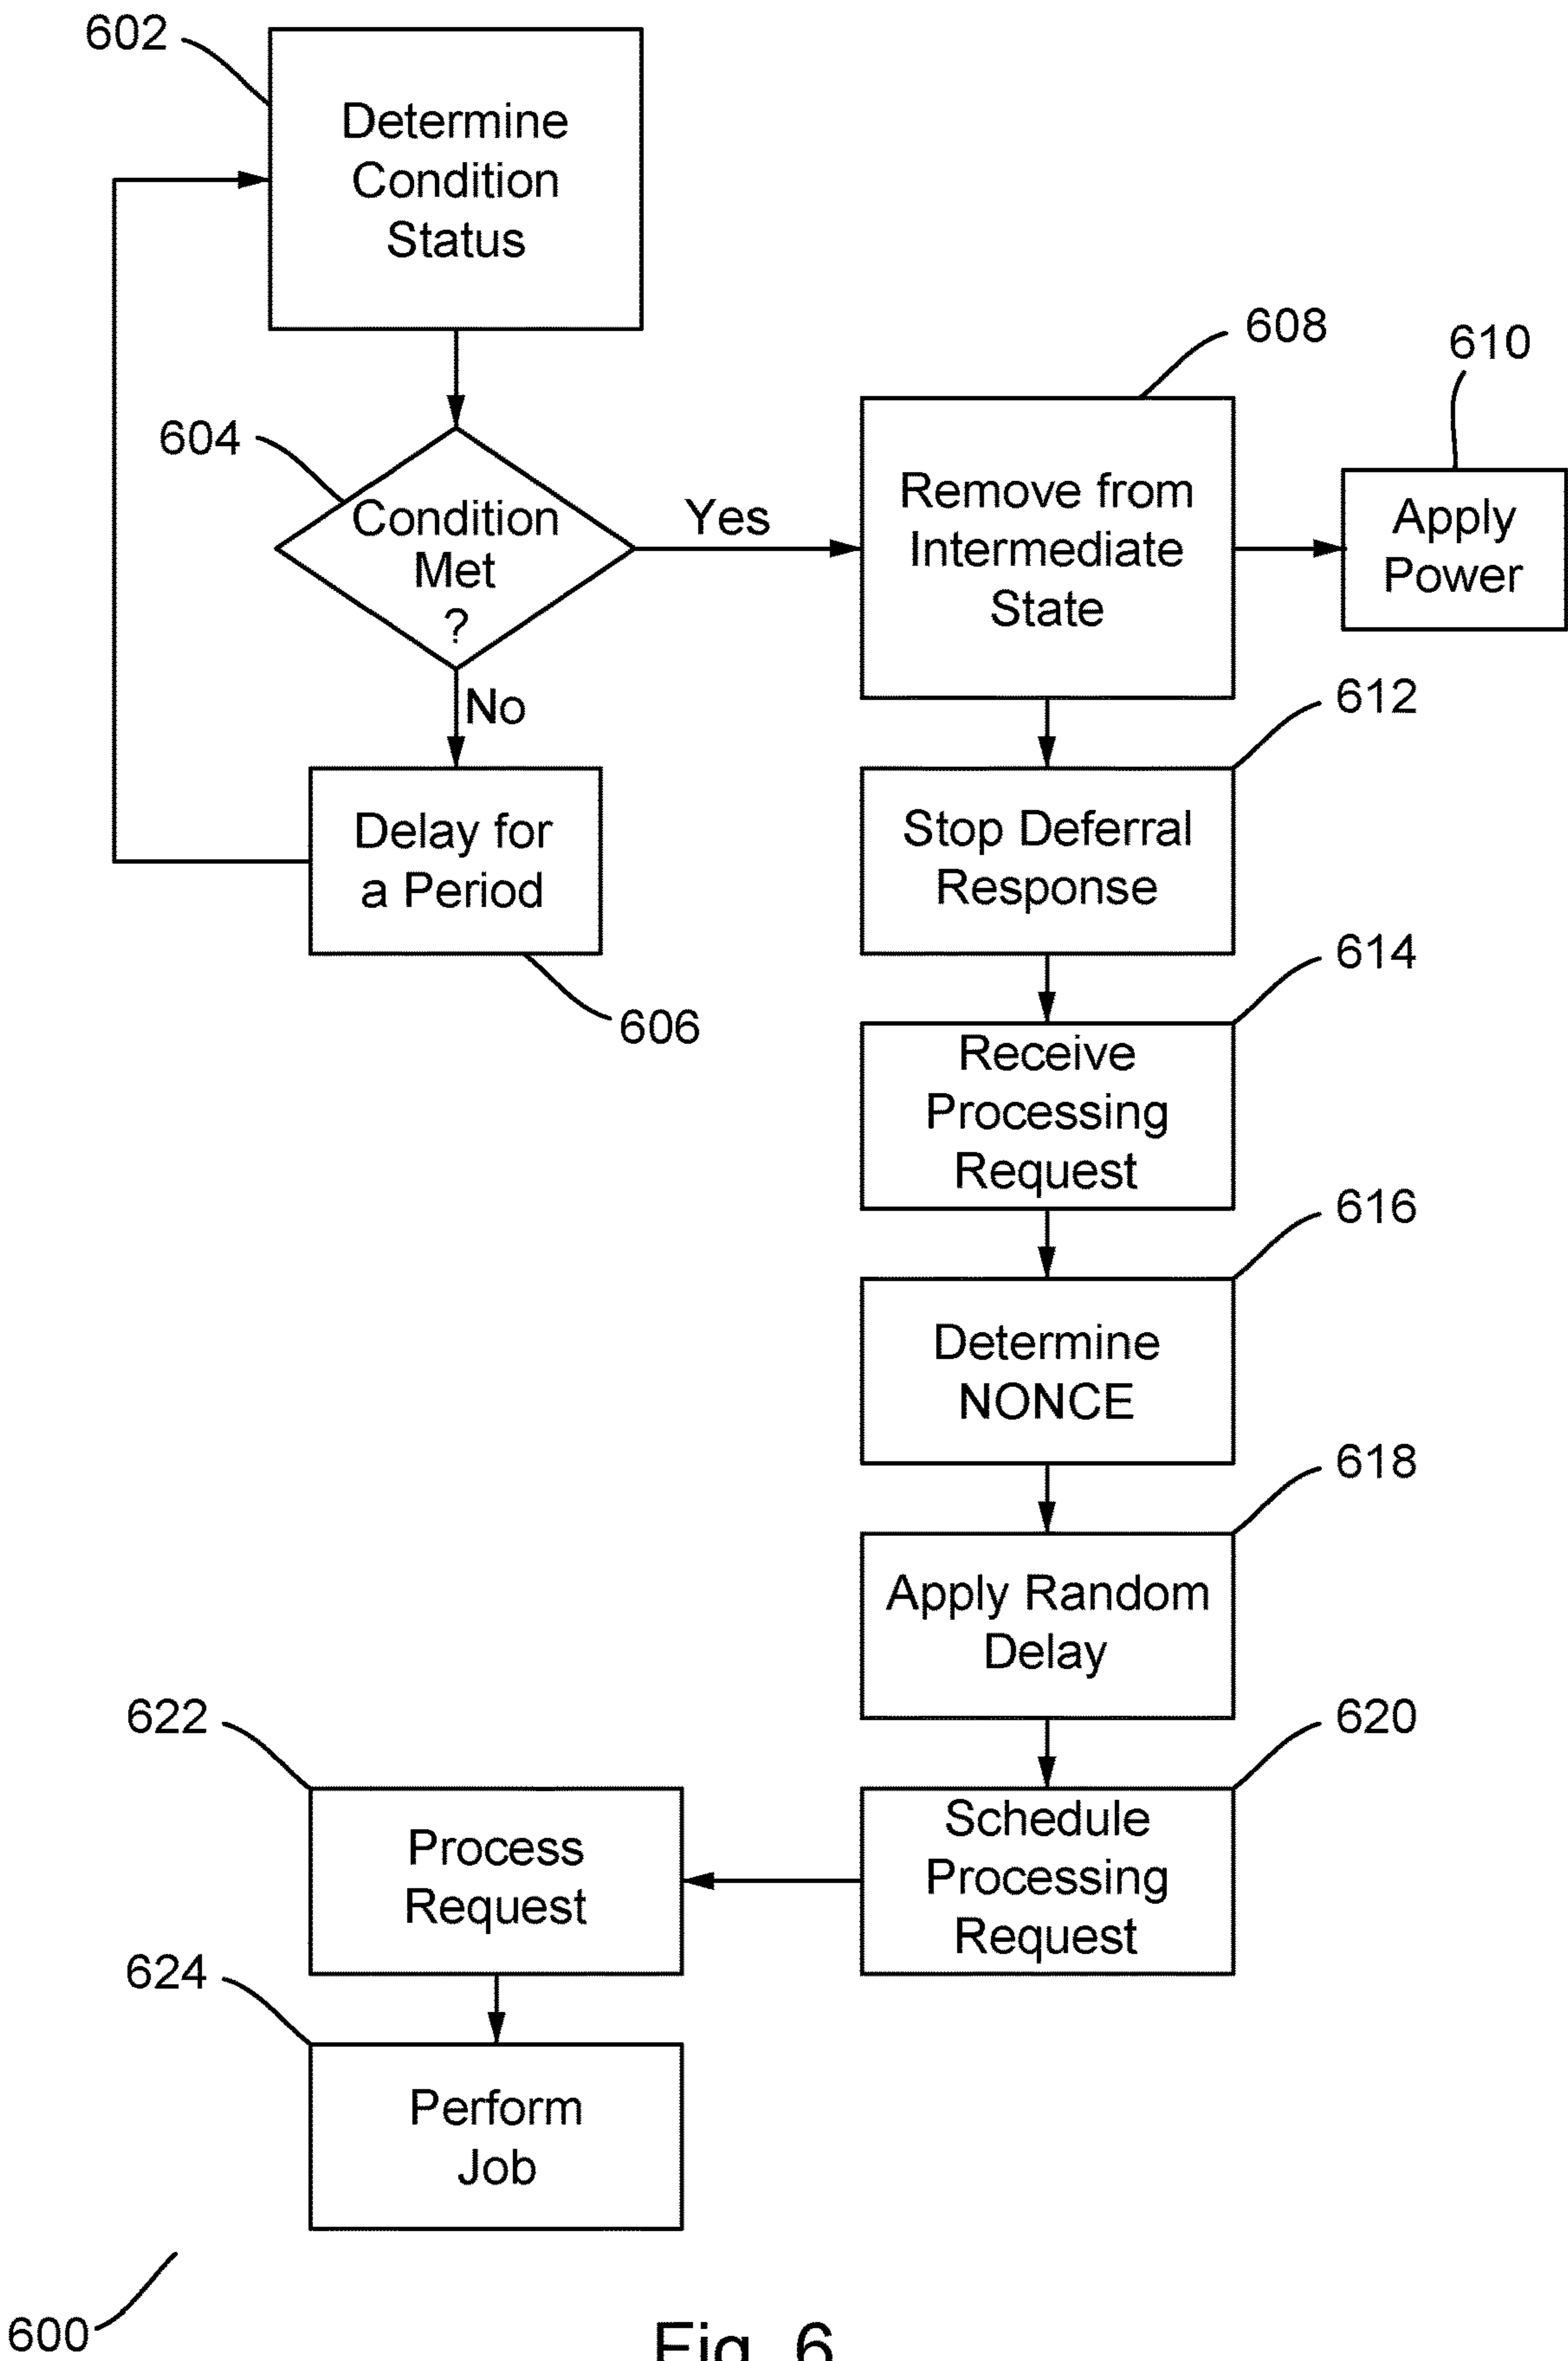 602
Determine
Condition
Status
604
Condition
Met
?
Yes
No
Delay for
a Period
606
608
Remove from
Intermediate
State
610
Apply
Power
612
Stop Deferral
Response
614
Receive
Processing
Request
616
Determine
NONCE
618
Apply Random
Delay
620
Schedule
Processing
Request
622
Process
Request
624
Perform
Job
600
Fig. 6